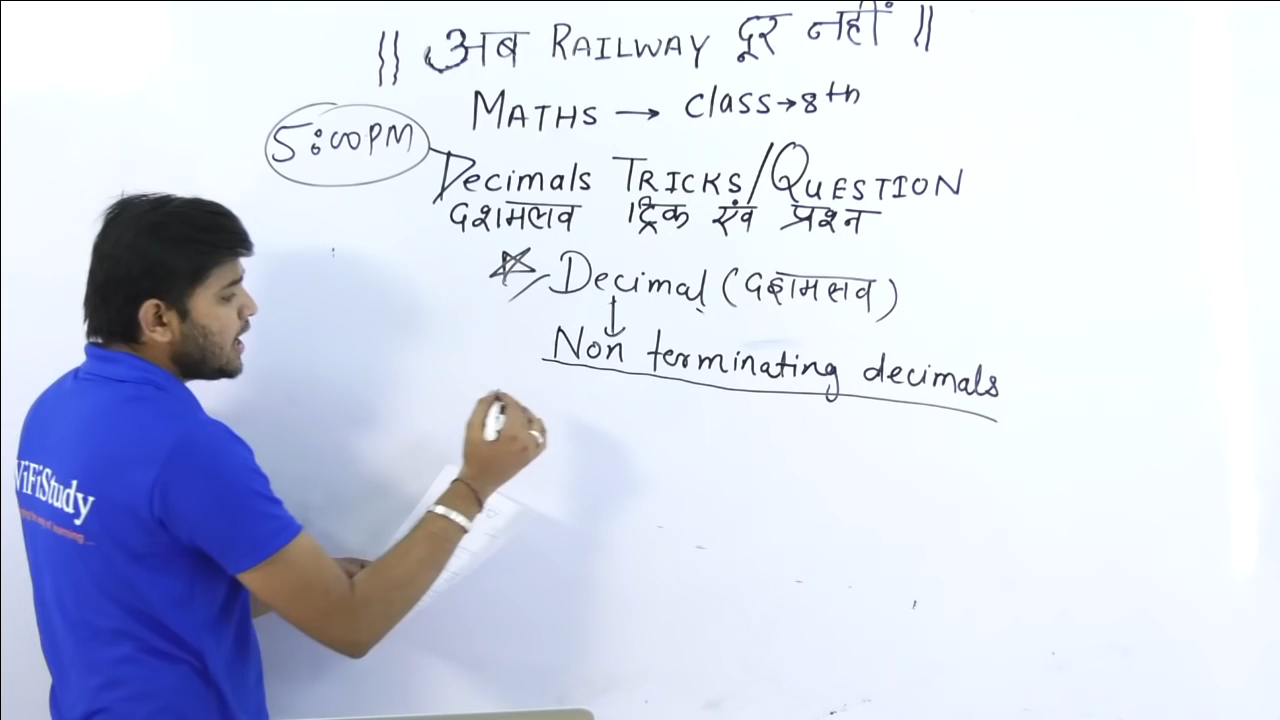 || अब RAILWAY दूर नहीं ||
MATHS → Class→8th
5:00PM
Decimals TRICKS/QUESTION
दशमलव ट्रिक एंव प्रश्न
Decimal (दशमलव)
Non terminating decimals
WiFiStudy